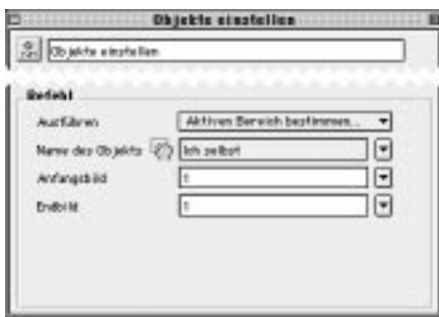 Objekte einstellen
Objekte einstellen
Befehl
Ausführen Aktiven Bereich bestimmen...
Name des Objekts Ich selbst
Anfangsbild 1
Endbild 1